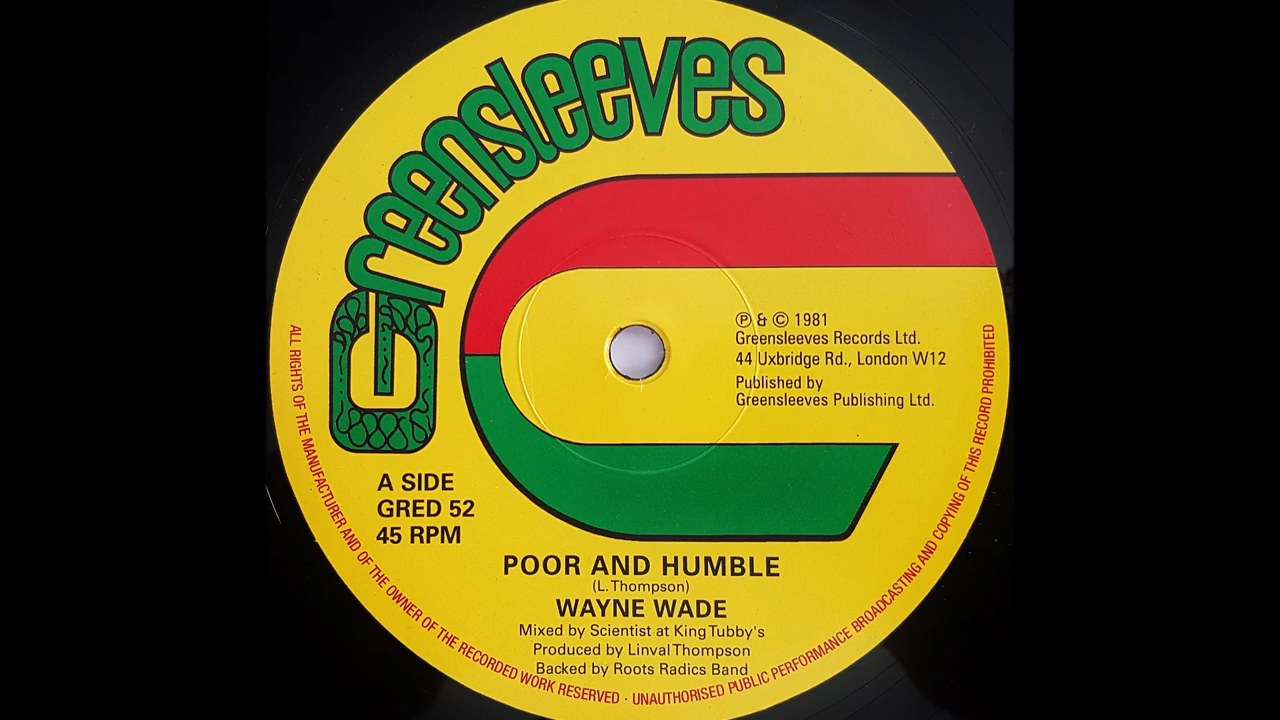 Greensleeves
℗ & © 1981
Greensleeves Records Ltd.
44 Uxbridge Rd., London W12
Published by
Greensleeves Publishing Ltd.
A SIDE
GRED 52
45 RPM
POOR AND HUMBLE
(L. Thompson)
WAYNE WADE
Mixed by Scientist at King Tubby's
Produced by Linval Thompson
Backed by Roots Radics Band
ALL RIGHTS OF THE MANUFACTURER AND OF THE OWNER OF THE RECORDED WORK RESERVED · UNAUTHORISED PUBLIC PERFORMANCE BROADCASTING AND COPYING OF THIS RECORD PROHIBITED